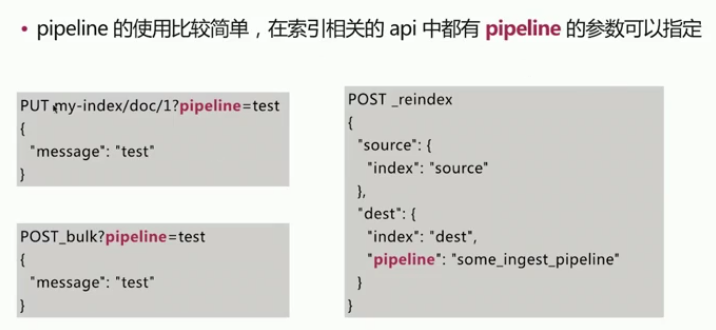 • pipeline 的使用比较简单，在索引相关的 api 中都有 pipeline 的参数可以指定
PUT my-index/doc/1?pipeline=test
{
  "message": "test"
}
POST_bulk?pipeline=test
{
  "message": "test"
}
POST _reindex
{
  "source": {
    "index": "source"
  },
  "dest": {
    "index": "dest",
    "pipeline": "some_ingest_pipeline"
  }
}